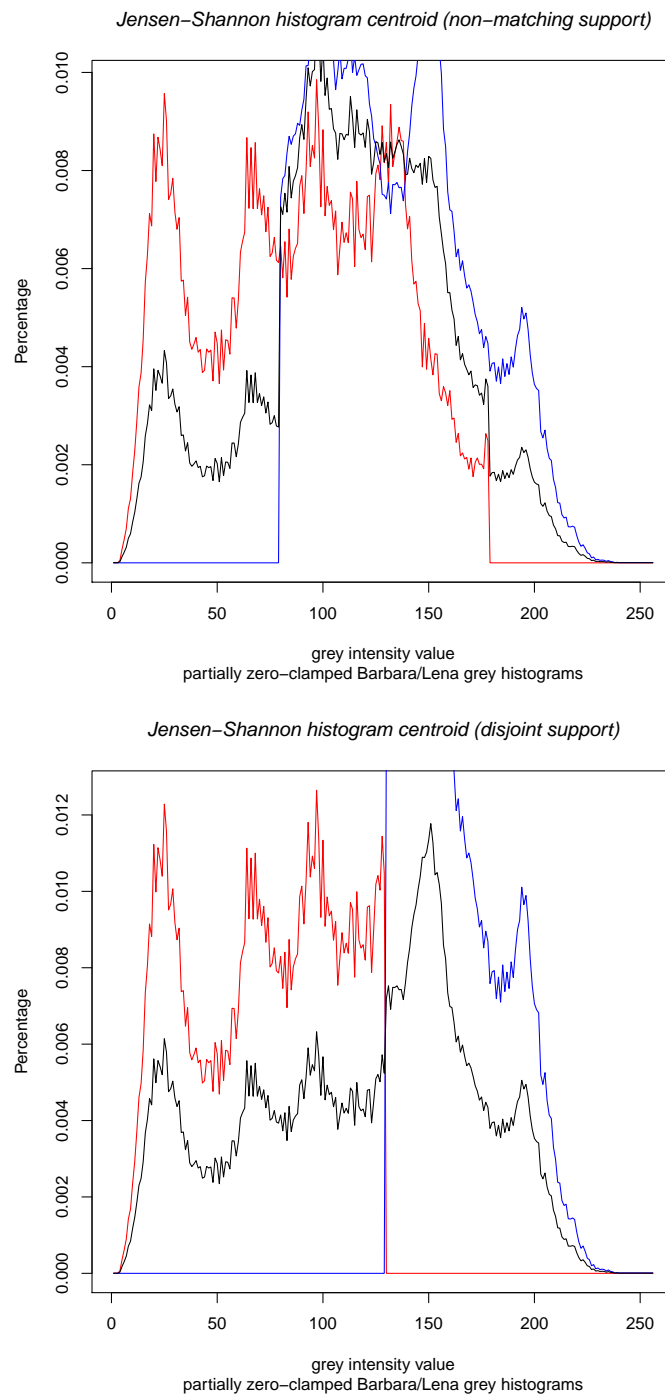 Jensen−Shannon histogram centroid (non−matching support)
0.010
0.008
0.006
0.004
0.002
0.000
Percentage
0 50 100 150 200 250
grey intensity value
partially zero−clamped Barbara/Lena grey histograms
Jensen−Shannon histogram centroid (disjoint support)
0.012
0.010
0.008
0.006
0.004
0.002
0.000
Percentage
0 50 100 150 200 250
grey intensity value
partially zero−clamped Barbara/Lena grey histograms